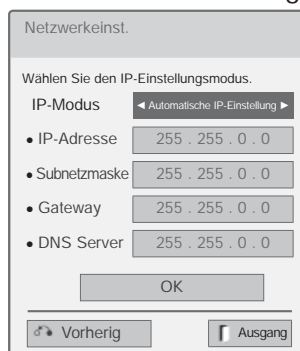 Netzwerkeinst.
Wählen Sie den IP-Einstellungsmodus.
IP-Modus ◄ Automatische IP-Einstellung ►
• IP-Adresse 255 . 255 . 0 . 0
• Subnetzmaske 255 . 255 . 0 . 0
• Gateway 255 . 255 . 0 . 0
• DNS Server 255 . 255 . 0 . 0
OK
Vorherig Ausgang